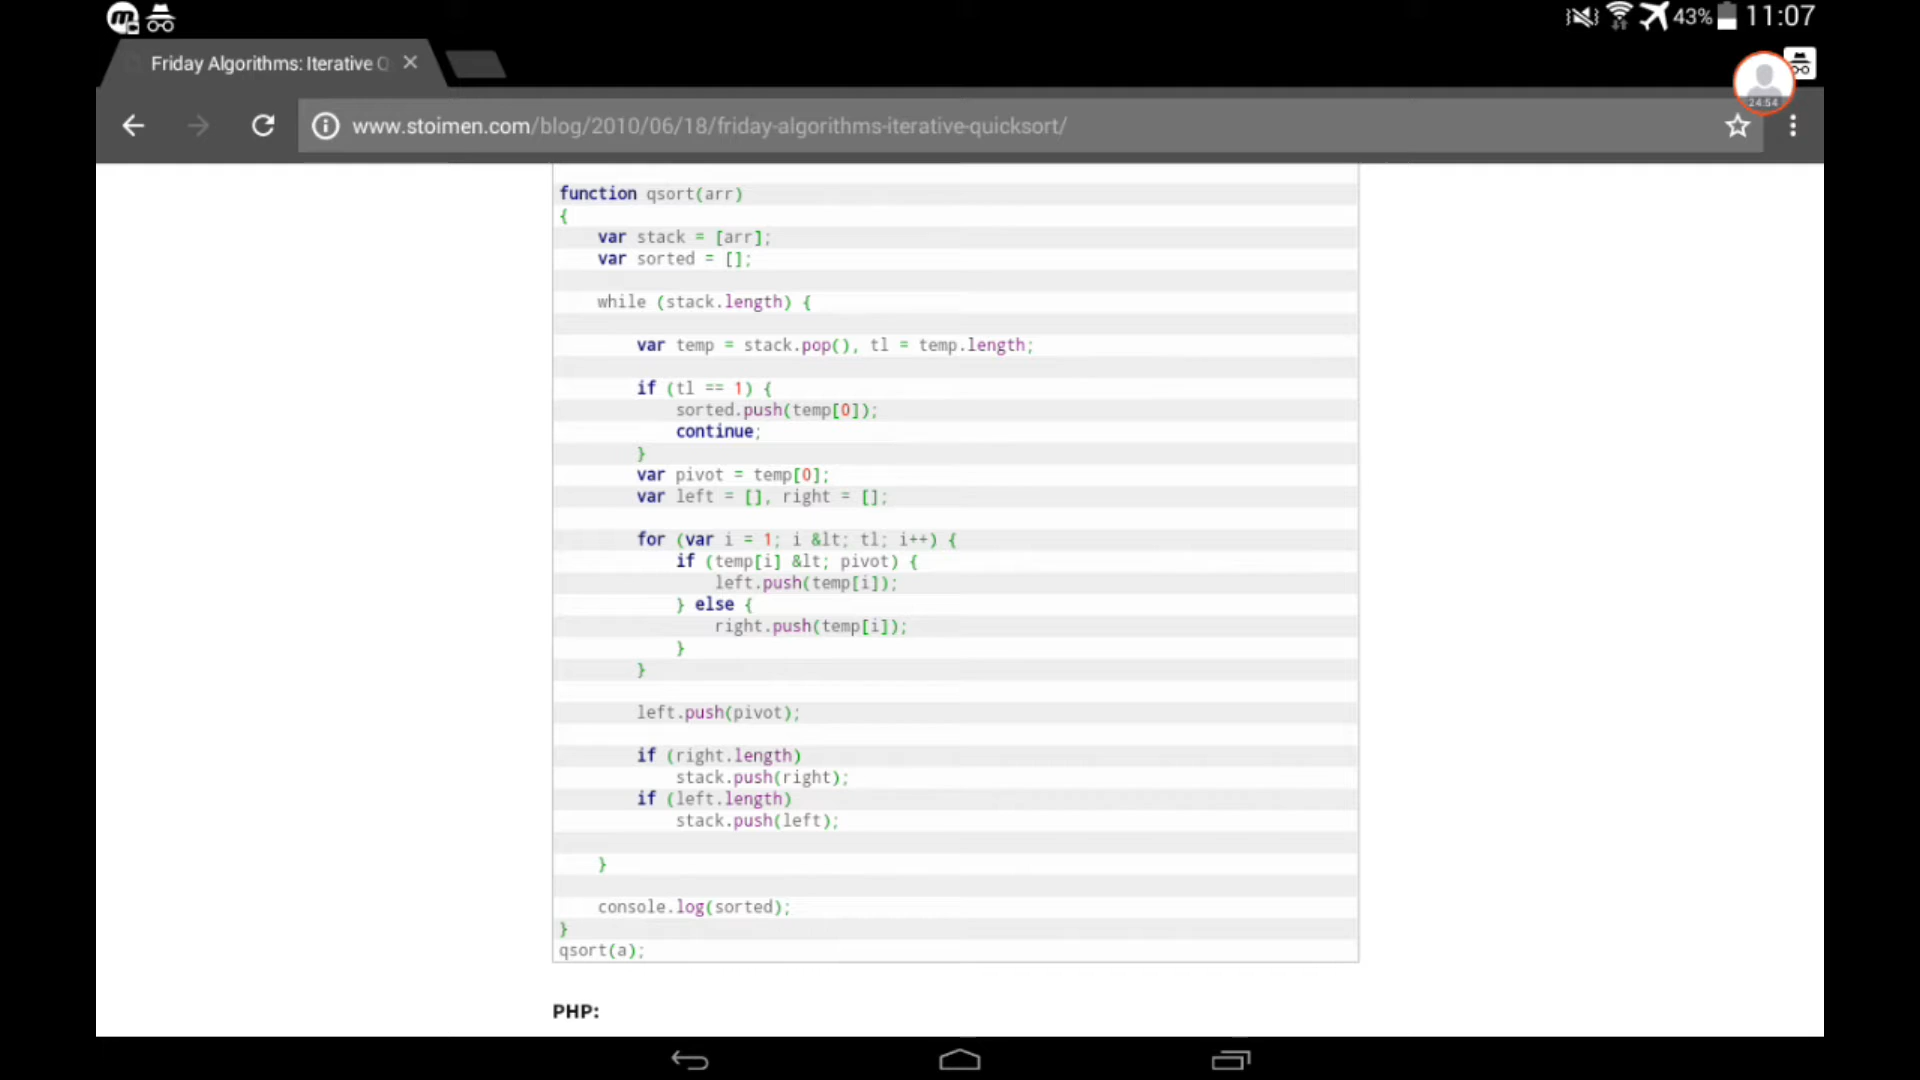 43% 11:07
Friday Algorithms: Iterative Q
24.54
www.stoimen.com/blog/2010/06/18/friday-algorithms-iterative-quicksort/
function qsort(arr)
{
    var stack = [arr];
    var sorted = [];
    while (stack.length) {
        var temp = stack.pop(), tl = temp.length;
        if (tl == 1) {
            sorted.push(temp[0]);
            continue;
        }
        var pivot = temp[0];
        var left = [], right = [];
        for (var i = 1; i &lt; tl; i++) {
            if (temp[i] &lt; pivot) {
                left.push(temp[i]);
            } else {
                right.push(temp[i]);
            }
        }
        left.push(pivot);
        if (right.length)
            stack.push(right);
        if (left.length)
            stack.push(left);
    }
    console.log(sorted);
}
qsort(a);
PHP: